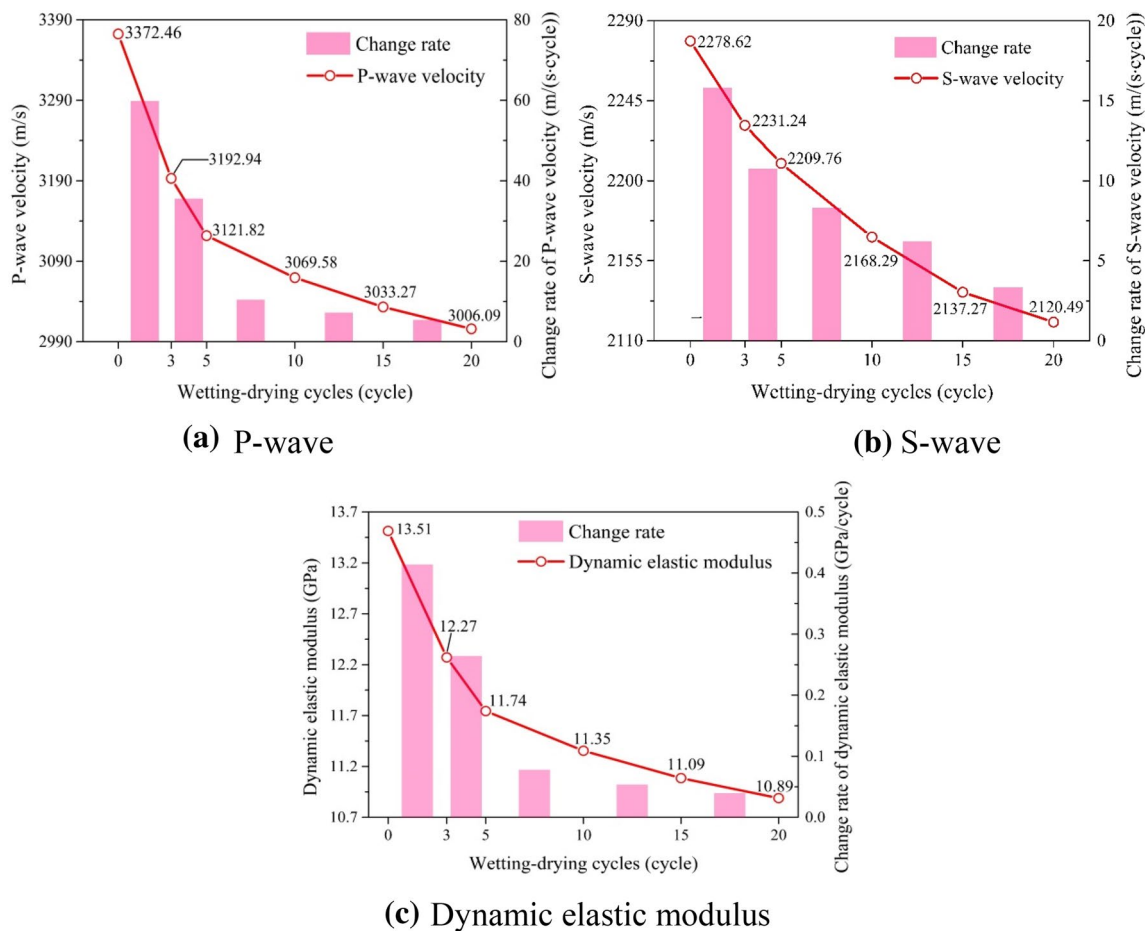 3390
3290
3190
3090
2990
P-wave velocity (m/s)
3372.46
3192.94
3121.82
3069.58
3033.27
3006.09
Change rate
P-wave velocity
80
60
40
20
0
Change rate of P-wave velocity (m/(s·cycle))
0 3 5 10 15 20
Wetting-drying cycles (cycle)
(a) P-wave
2290
2245
2200
2155
2110
S-wave velocity (m/s)
2278.62
2231.24
2209.76
2168.29
2137.27
2120.49
Change rate
S-wave velocity
20
15
10
5
0
Change rate of S-wave velocity (m/(s·cycle))
0 3 5 10 15 20
Wetting-drying cycles (cycle)
(b) S-wave
13.7
13.2
12.7
12.2
11.7
11.2
10.7
Dynamic elastic modulus (GPa)
13.51
12.27
11.74
11.35
11.09
10.89
Change rate
Dynamic elastic modulus
0.5
0.4
0.3
0.2
0.1
0.0
Change rate of dynamic elastic modulus (GPa/cycle)
0 3 5 10 15 20
Wetting-drying cycles (cycle)
(c) Dynamic elastic modulus